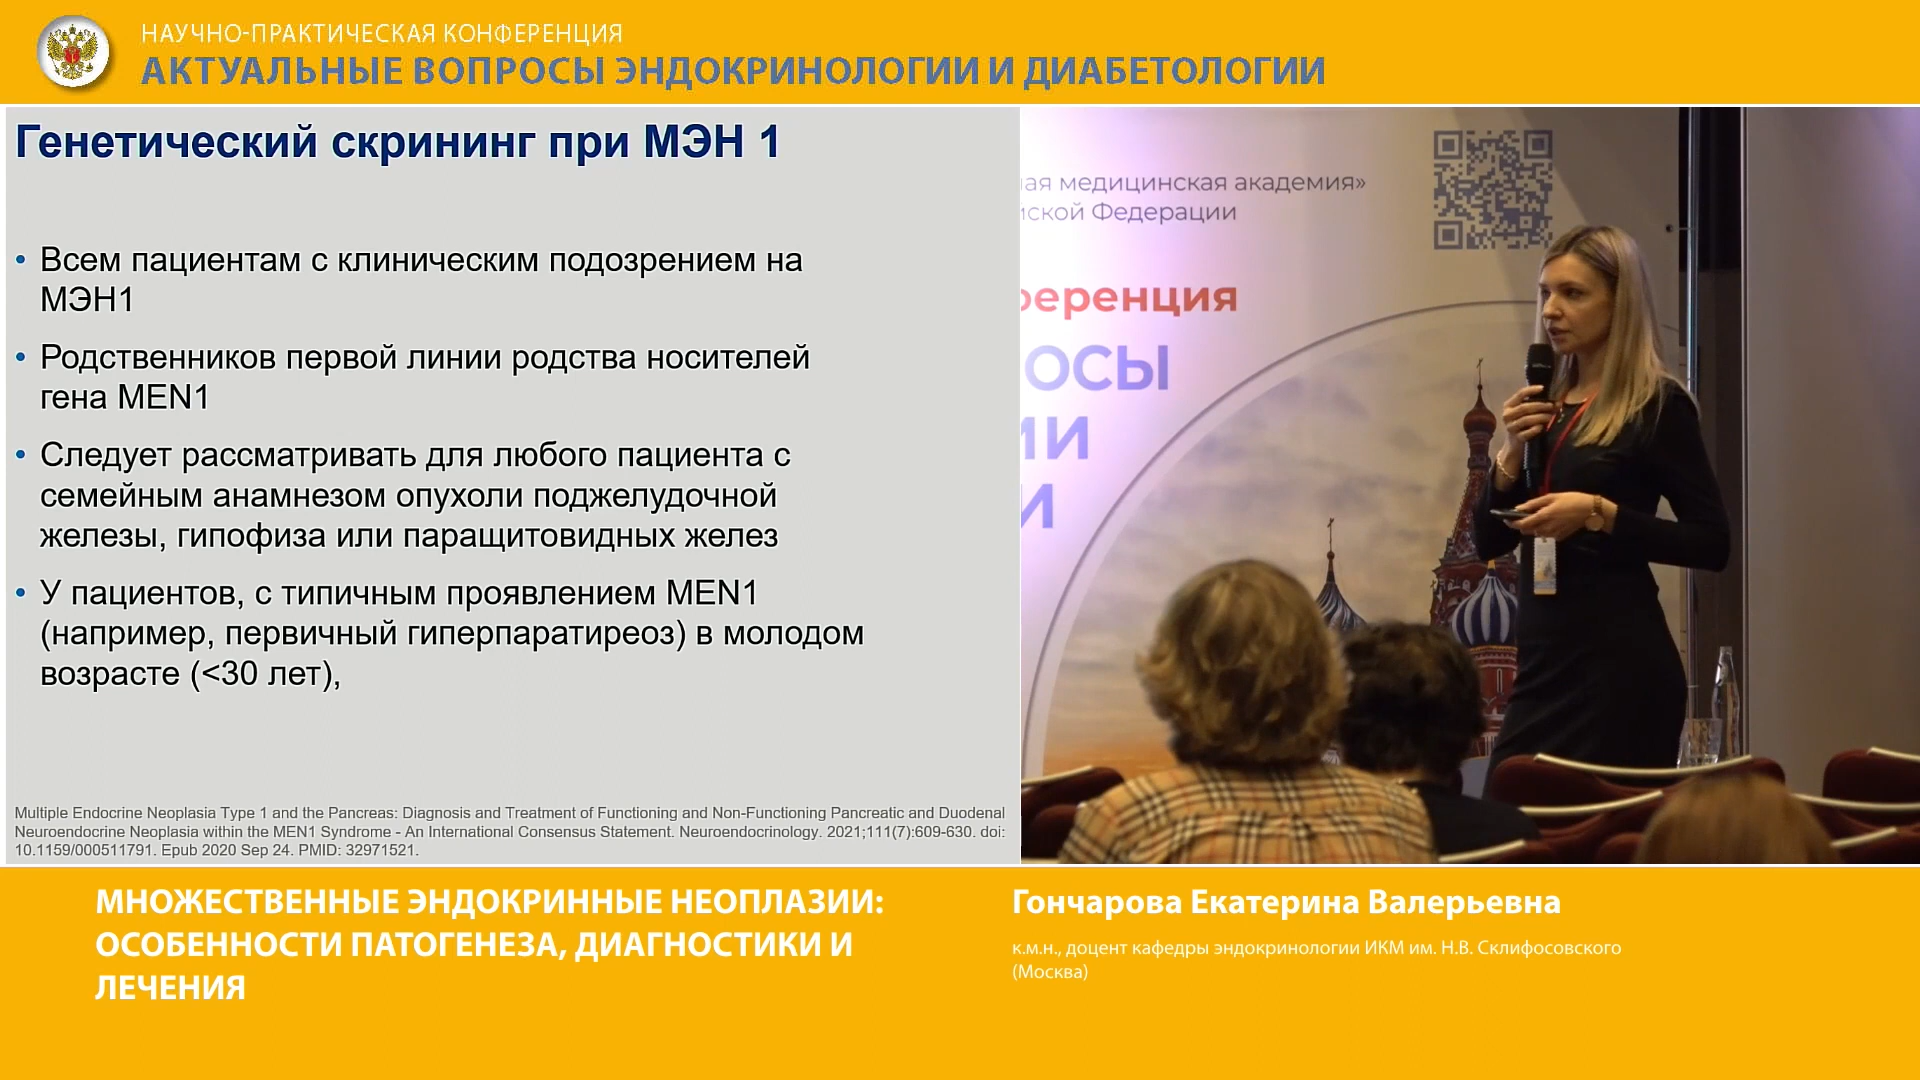 НАУЧНО-ПРАКТИЧЕСКАЯ КОНФЕРЕНЦИЯ
АКТУАЛЬНЫЕ ВОПРОСЫ ЭНДОКРИНОЛОГИИ И ДИАБЕТОЛОГИИ
Генетический скрининг при МЭН 1
• Всем пациентам с клиническим подозрением на
МЭН1
• Родственников первой линии родства носителей
гена MEN1
• Следует рассматривать для любого пациента с
семейным анамнезом опухоли поджелудочной
железы, гипофиза или паращитовидных желез
• У пациентов, с типичным проявлением MEN1
(например, первичный гиперпаратиреоз) в молодом
возрасте (<30 лет),
Multiple Endocrine Neoplasia Type 1 and the Pancreas: Diagnosis and Treatment of Functioning and Non-Functioning Pancreatic and Duodenal
Neuroendocrine Neoplasia within the MEN1 Syndrome - An International Consensus Statement. Neuroendocrinology. 2021;111(7):609-630. doi:
10.1159/000511791. Epub 2020 Sep 24. PMID: 32971521.
ная медицинская академия»
йской Федерации
ференция
ОСЫ
ИИ
И
МНОЖЕСТВЕННЫЕ ЭНДОКРИННЫЕ НЕОПЛАЗИИ:
ОСОБЕННОСТИ ПАТОГЕНЕЗА, ДИАГНОСТИКИ И
ЛЕЧЕНИЯ
Гончарова Екатерина Валерьевна
к.м.н., доцент кафедры эндокринологии ИКМ им. Н.В. Склифосовского
(Москва)